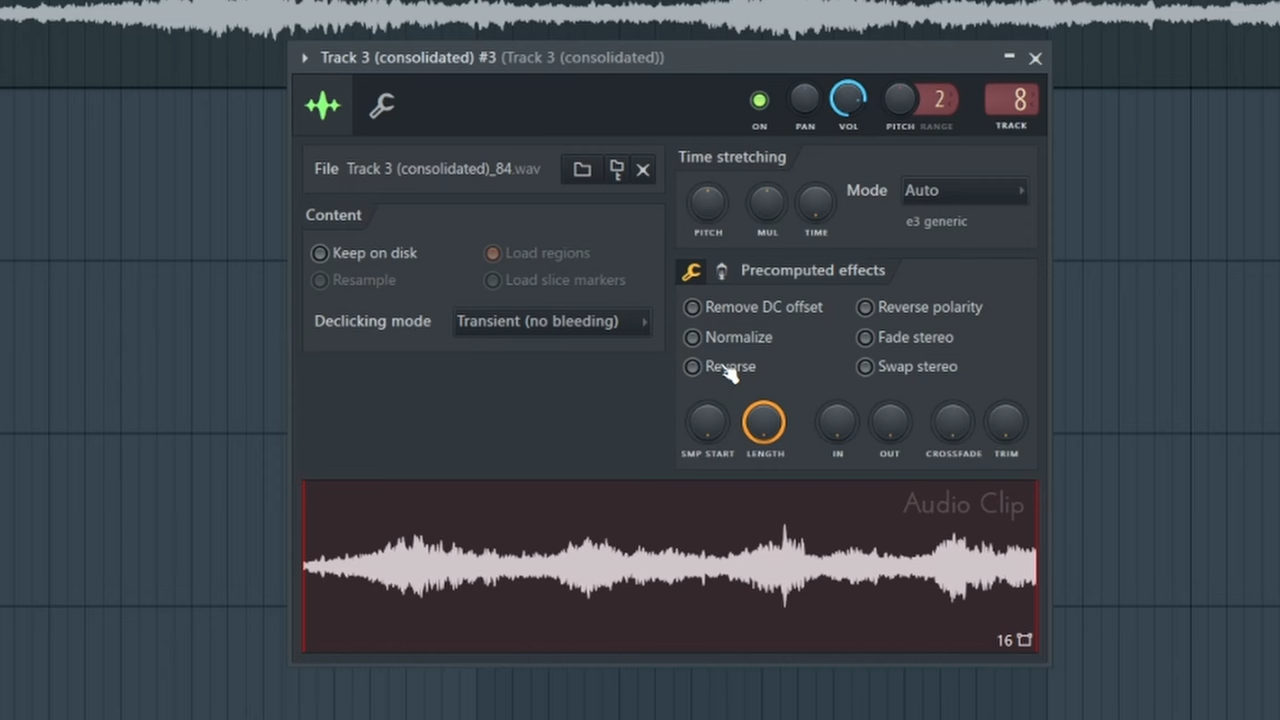 Track 3 (consolidated) #3 (Track 3 (consolidated))
2
8
ON PAN VOL PITCH RANGE TRACK
File Track 3 (consolidated)_84.wav
Content
Keep on disk Load regions
Resample Load slice markers
Declicking mode Transient (no bleeding)
Time stretching
Mode Auto
e3 generic
PITCH MUL TIME
Precomputed effects
Remove DC offset Reverse polarity
Normalize Fade stereo
Reverse Swap stereo
SMP START LENGTH IN OUT CROSSFADE TRIM
Audio Clip
16